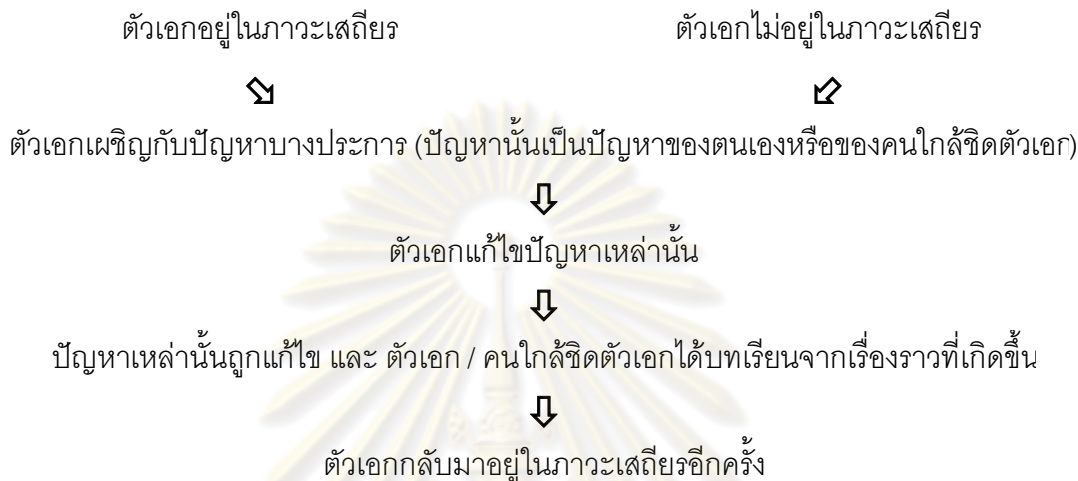 ตัวเอกอยู่ในภาวะเสถียร ตัวเอกไม่อยู่ในภาวะเสถียร
ตัวเอกเผชิญกับปัญหาบางประการ (ปัญหานั้นเป็นปัญหาของตนเองหรือของคนใกล้ชิดตัวเอก)
ตัวเอกแก้ไขปัญหาเหล่านั้น
ปัญหาเหล่านั้นถูกแก้ไข และ ตัวเอก / คนใกล้ชิดตัวเอกได้บทเรียนจากเรื่องราวที่เกิดขึ้น
ตัวเอกกลับมาอยู่ในภาวะเสถียรอีกครั้ง